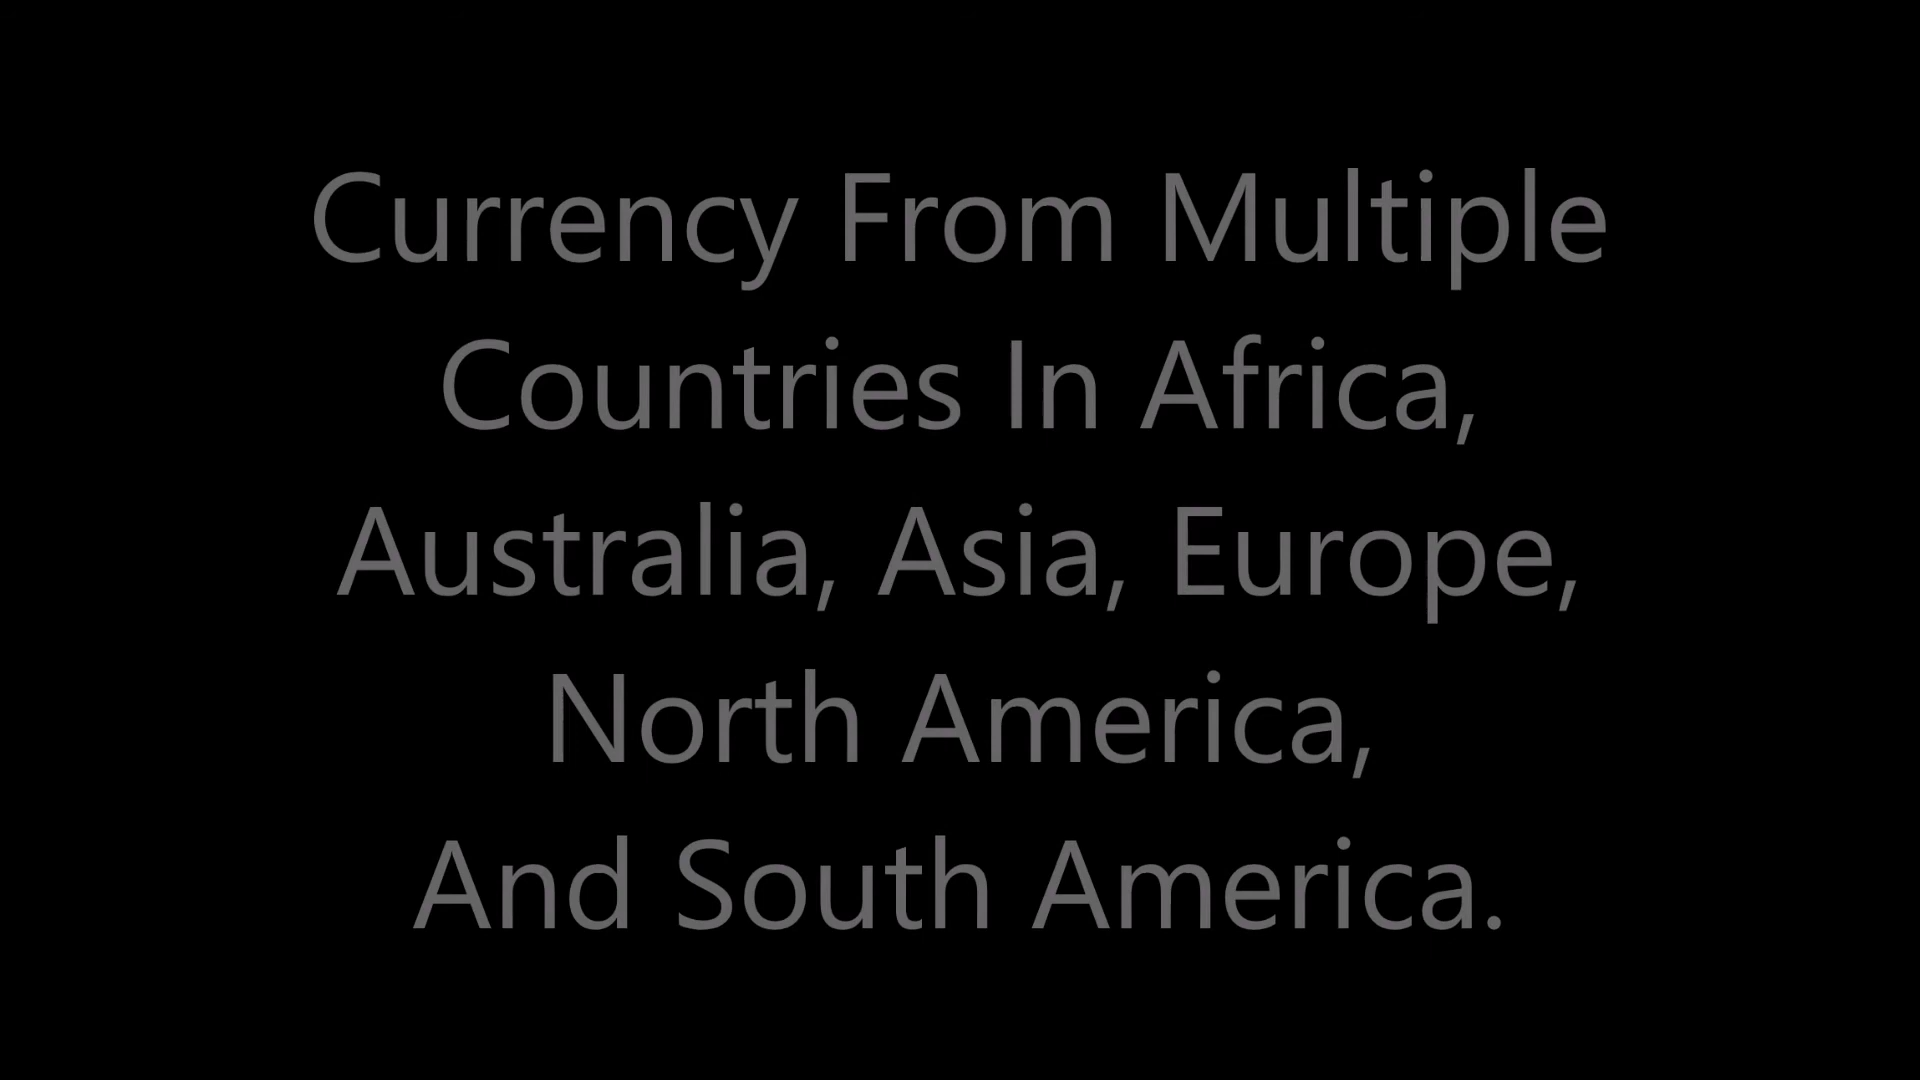 Currency From Multiple
Countries In Africa,
Australia, Asia, Europe,
North America,
And South America.